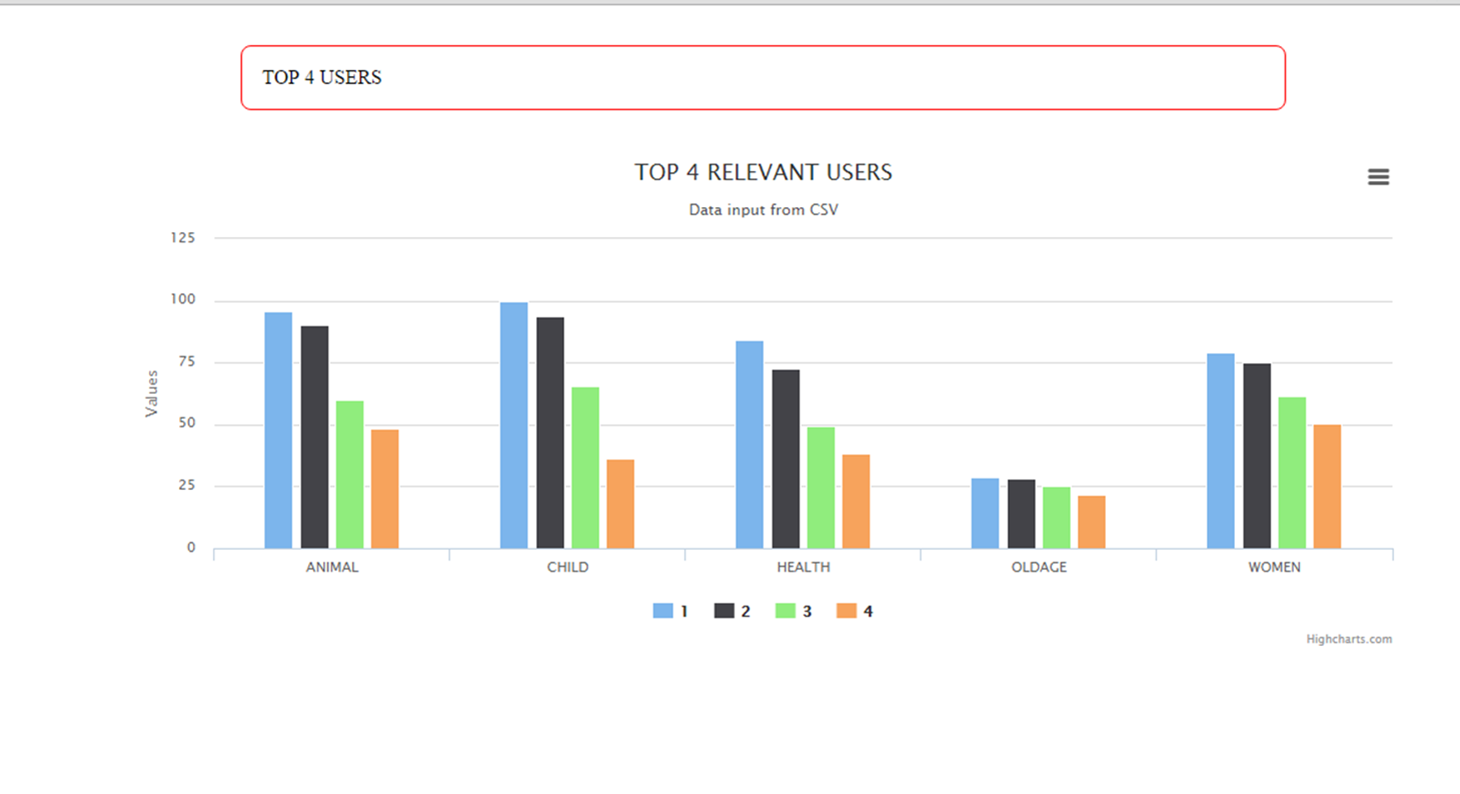 TOP 4 USERS
TOP 4 RELEVANT USERS
Data input from CSV
125
100
75
50
25
0
Values
ANIMAL CHILD HEALTH OLDAGE WOMEN
1 2 3 4
Highcharts.com